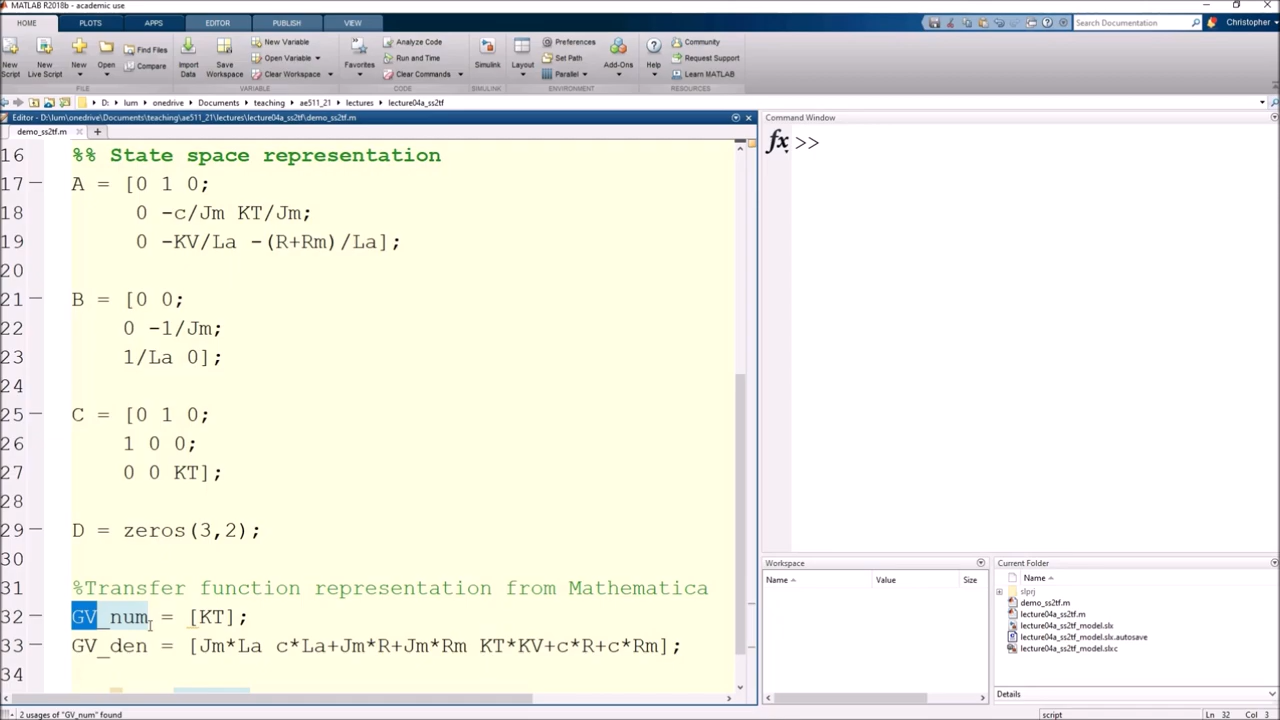 MATLAB R2018b - academic use
HOME PLOTS APPS EDITOR PUBLISH VIEW Search Documentation Christopher
New Script New Live Script New Open Find Files Compare Import Data Save Workspace New Variable Open Variable Clear Workspace Favorites Analyze Code Run and Time Clear Commands Simulink Layout Preferences Set Path Parallel Add-Ons Help Community Request Support Learn MATLAB
FILE VARIABLE CODE SIMULINK ENVIRONMENT RESOURCES
D: lum onedrive Documents teaching ae511_21 lectures lecture04a_ss2tf
Editor - D:\lum\onedrive\Documents\teaching\ae511_21\lectures\lecture04a_ss2tf\demo_ss2tf.m
demo_ss2tf.m
16 %% State space representation
17 A = [0 1 0;
18 0 -c/Jm KT/Jm;
19 0 -KV/La -(R+Rm)/La];
20
21 B = [0 0;
22 0 -1/Jm;
23 1/La 0];
24
25 C = [0 1 0;
26 1 0 0;
27 0 0 KT];
28
29 D = zeros(3,2);
30
31 %Transfer function representation from Mathematica
32 GV_num = [KT];
33 GV_den = [Jm*La c*La+Jm*R+Jm*Rm KT*KV+c*R+c*Rm];
34
Command Window
fx >>
Workspace
Name Value Size
Current Folder
Name
slprj
demo_ss2tf.m
lecture04a_ss2tf.m
lecture04a_ss2tf_model.slx
lecture04a_ss2tf_model.slx.autosave
lecture04a_ss2tf_model.slxc
Details
2 usages of "GV_num" found
script
Ln 32 Col 3